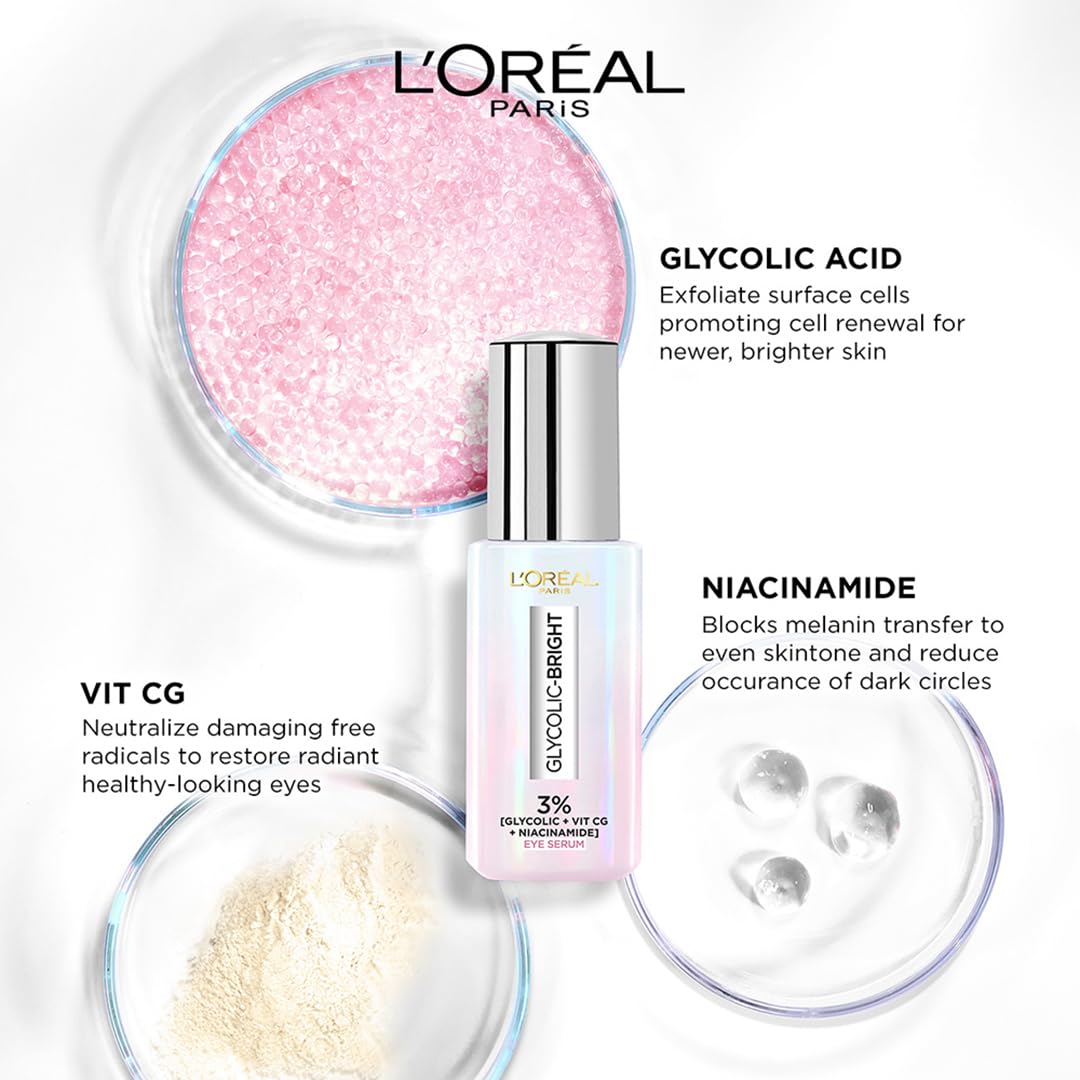 L'ORÉAL
PARiS
GLYCOLIC ACID
Exfoliate surface cells
promoting cell renewal for
newer, brighter skin
NIACINAMIDE
Blocks melanin transfer to
even skintone and reduce
occurance of dark circles
VIT CG
Neutralize damaging free
radicals to restore radiant
healthy-looking eyes
L'ORÉAL
PARIS
GLYCOLIC-BRIGHT
3%
[GLYCOLIC + VIT CG
+ NIACINAMIDE]
EYE SERUM